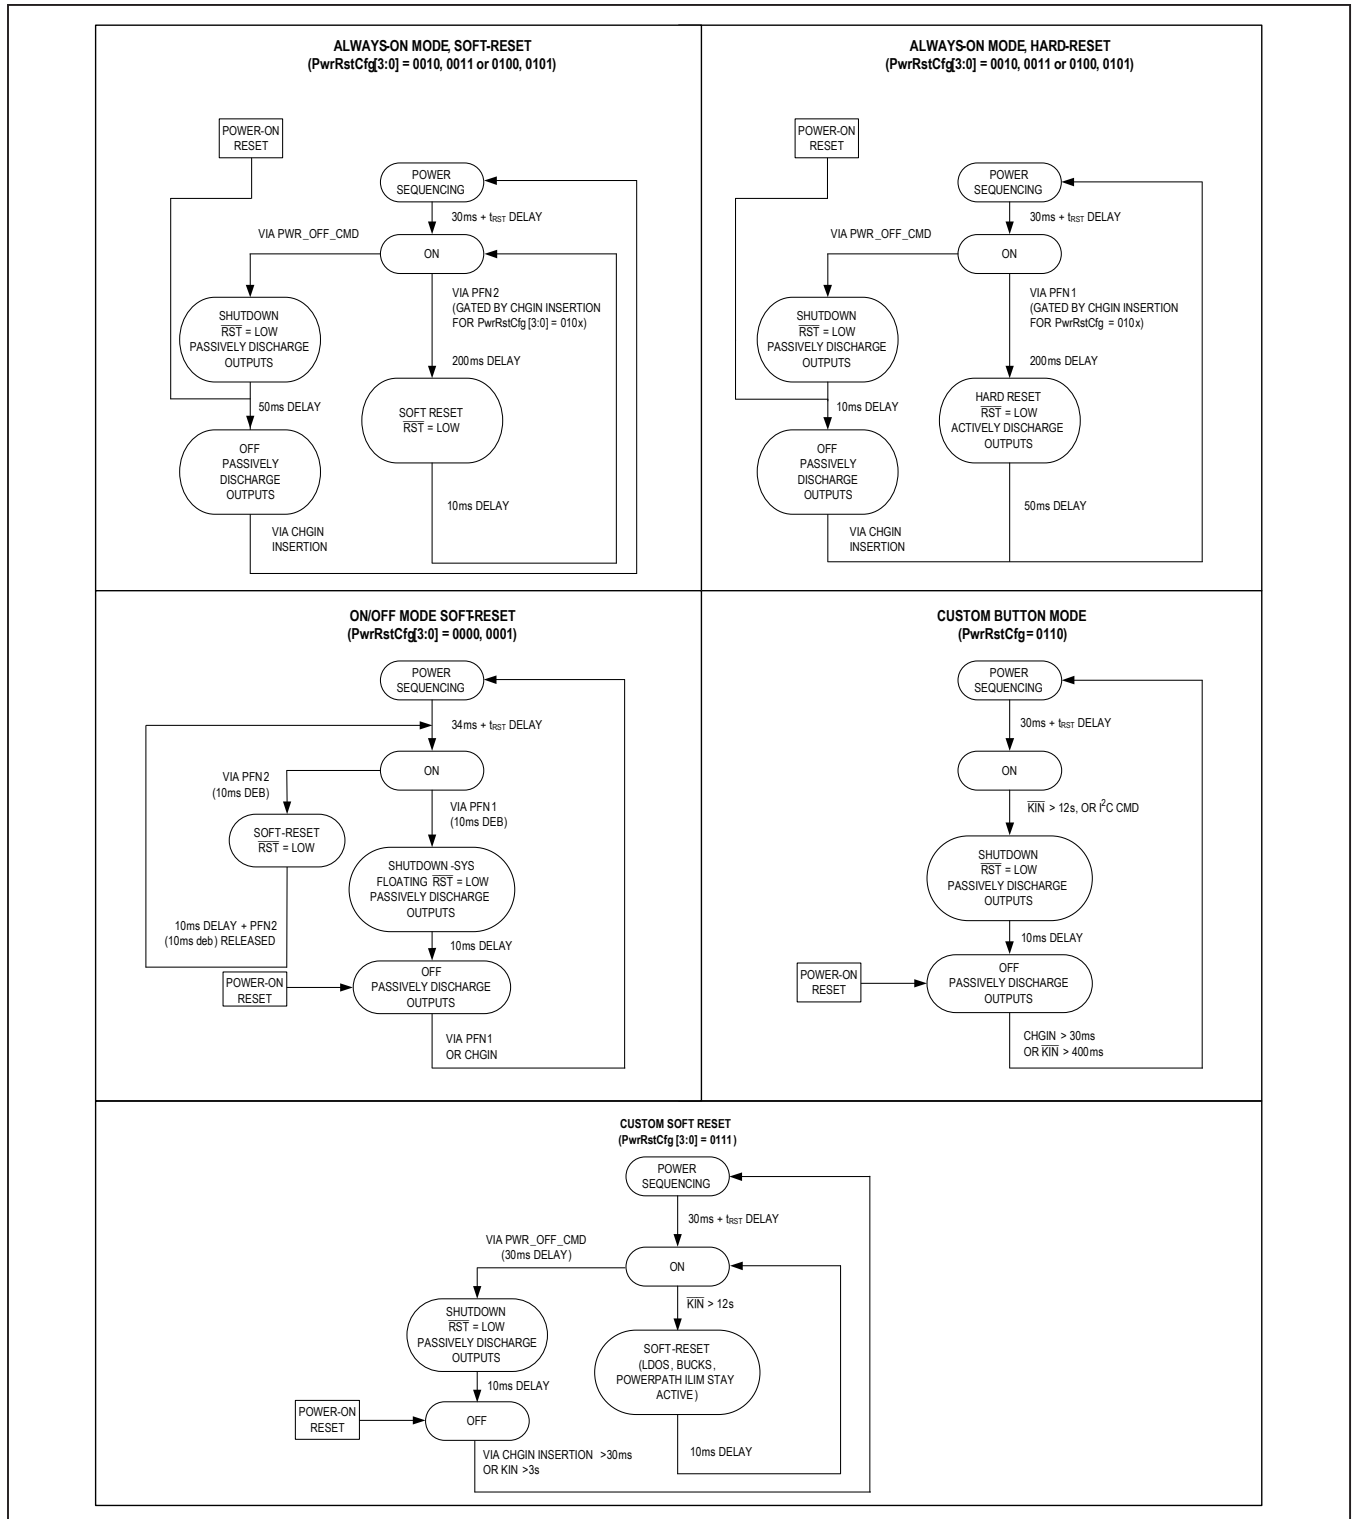 ALWAYS-ON MODE, SOFT-RESET
(PwrRstCfg[3:0] = 0010, 0011 or 0100, 0101)
POWER-ON
RESET
POWER
SEQUENCING
30ms + tRST DELAY
VIA PWR_OFF_CMD
ON
VIA PFN2
(GATED BY CHGIN INSERTION
FOR PwrRstCfg [3:0] = 010x)
SHUTDOWN
RST = LOW
PASSIVELY DISCHARGE
OUTPUTS
200ms DELAY
50ms DELAY
SOFT RESET
RST = LOW
OFF
PASSIVELY
DISCHARGE
OUTPUTS
10ms DELAY
VIA CHGIN
INSERTION
ALWAYS-ON MODE, HARD-RESET
(PwrRstCfg[3:0] = 0010, 0011 or 0100, 0101)
POWER-ON
RESET
POWER
SEQUENCING
30ms + tRST DELAY
VIA PWR_OFF_CMD
ON
VIA PFN1
(GATED BY CHGIN INSERTION
FOR PwrRstCfg = 010x)
SHUTDOWN
RST = LOW
PASSIVELY DISCHARGE
OUTPUTS
200ms DELAY
10ms DELAY
HARD RESET
RST = LOW
ACTIVELY DISCHARGE
OUTPUTS
OFF
PASSIVELY
DISCHARGE
OUTPUTS
50ms DELAY
VIA CHGIN
INSERTION
ON/OFF MODE SOFT-RESET
(PwrRstCfg[3:0] = 0000, 0001)
POWER
SEQUENCING
34ms + tRST DELAY
ON
VIA PFN2
(10ms DEB)
VIA PFN1
(10ms DEB)
SOFT-RESET
RST = LOW
SHUTDOWN -SYS
FLOATING RST = LOW
PASSIVELY DISCHARGE
OUTPUTS
10ms DELAY + PFN2
(10ms deb) RELEASED
10ms DELAY
POWER-ON
RESET
OFF
PASSIVELY DISCHARGE
OUTPUTS
VIA PFN1
OR CHGIN
CUSTOM BUTTON MODE
(PwrRstCfg = 0110)
POWER
SEQUENCING
30ms + tRST DELAY
ON
KIN > 12s, OR I2C CMD
SHUTDOWN
RST = LOW
PASSIVELY DISCHARGE
OUTPUTS
10ms DELAY
POWER-ON
RESET
OFF
PASSIVELY DISCHARGE
OUTPUTS
CHGIN > 30ms
OR KIN > 400ms
CUSTOM SOFT RESET
(PwrRstCfg [3:0] = 0111)
POWER
SEQUENCING
30ms + tRST DELAY
VIA PWR_OFF_CMD
(30ms DELAY)
ON
KIN > 12s
SHUTDOWN
RST = LOW
PASSIVELY DISCHARGE
OUTPUTS
SOFT-RESET
(LDOS, BUCKS,
POWERPATH ILIM STAY
ACTIVE)
10ms DELAY
POWER-ON
RESET
OFF
VIA CHGIN INSERTION >30ms
OR KIN >3s
10ms DELAY